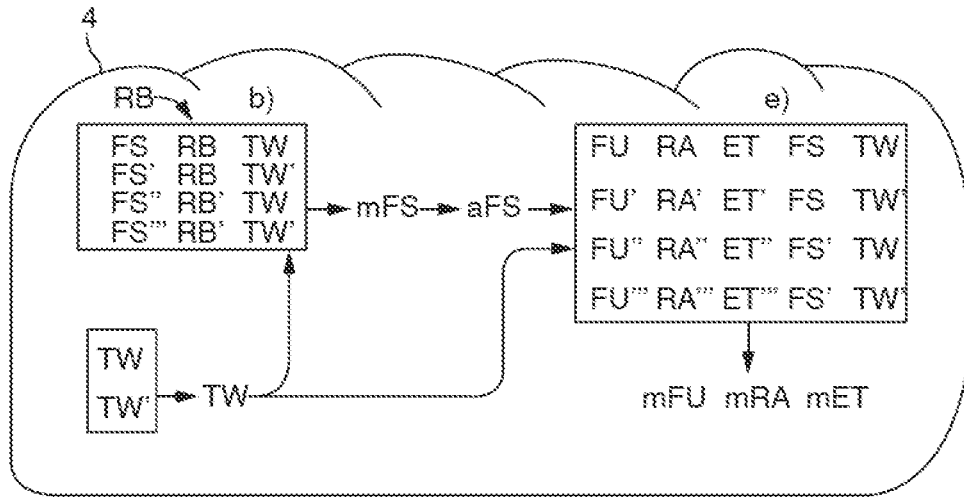 4
RB b) e)
FS RB TW
FS' RB TW'
FS'' RB' TW
FS''' RB' TW'
mFS aFS
FU RA ET FS TW
FU' RA' ET' FS TW'
FU'' RA'' ET'' FS' TW
FU''' RA''' ET''' FS' TW'
TW
TW'
TW
mFU mRA mET